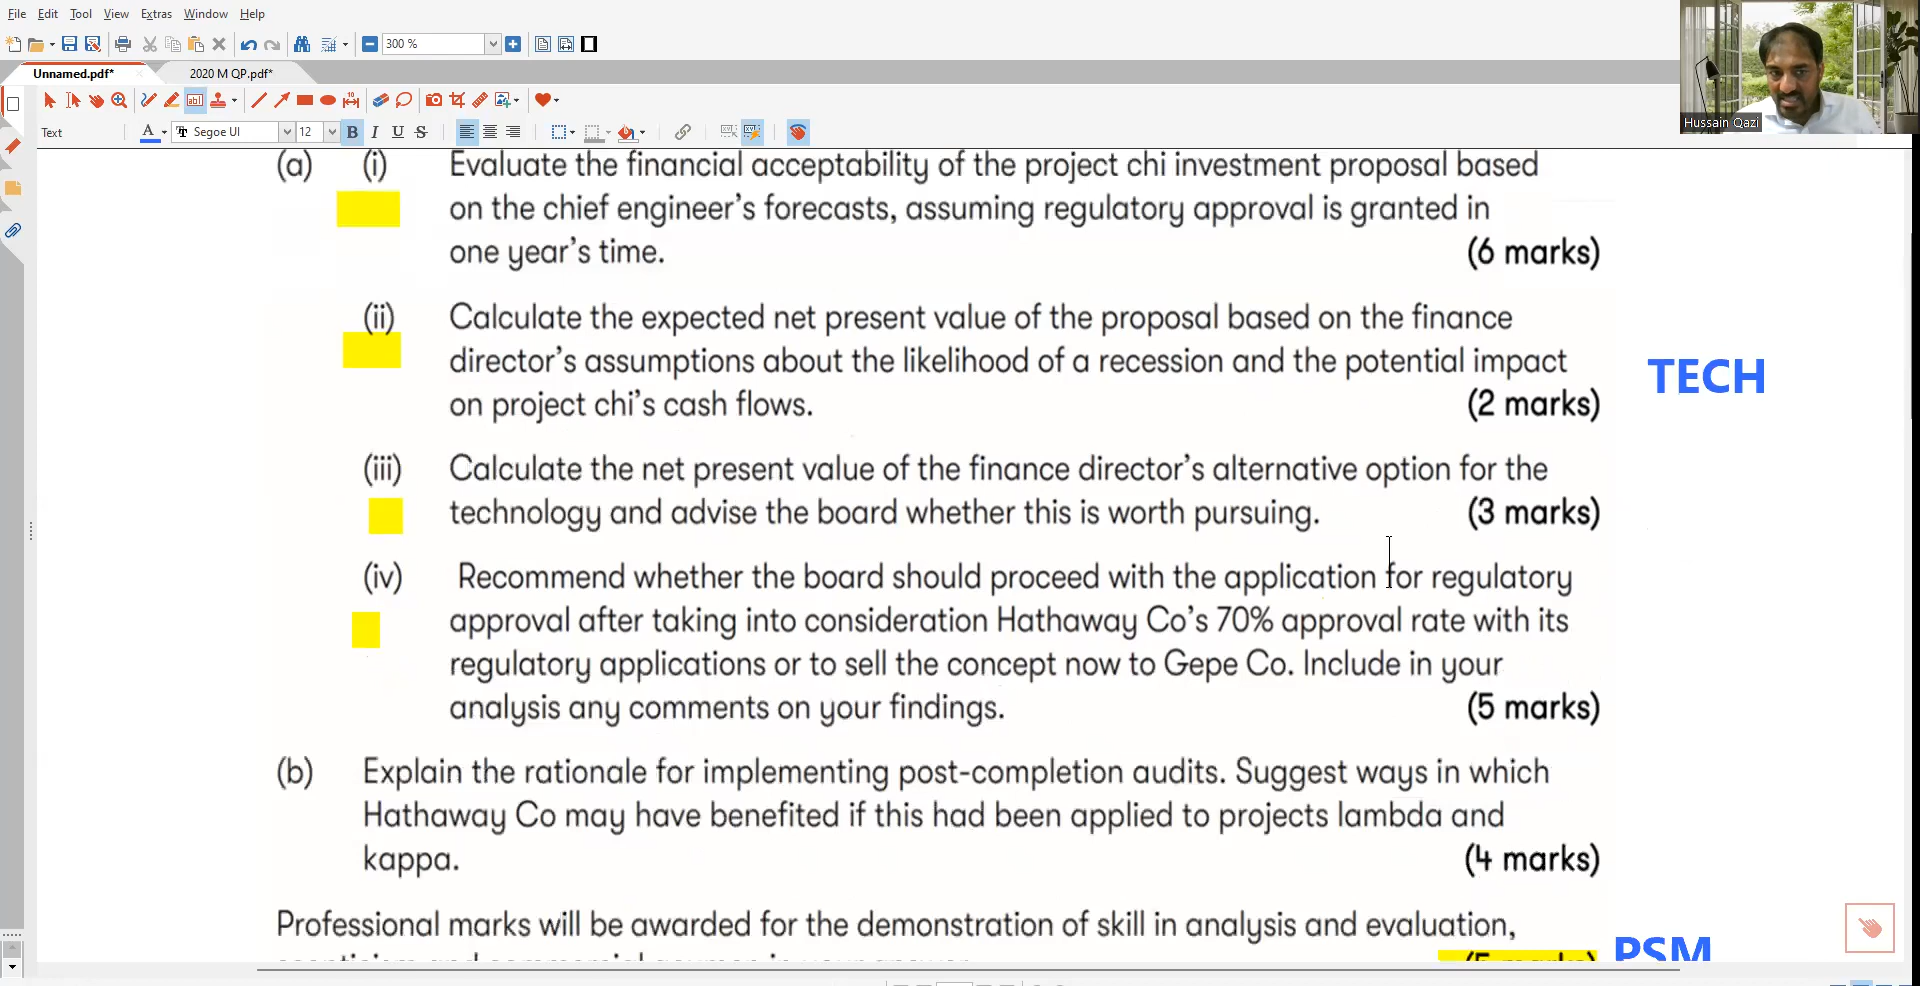 File Edit Tool View Extras Window Help
300 %
Unnamed.pdf* 2020 M QP.pdf*
Text A Segoe UI 12 B I U S
Hussain Qazi
(a) (i) Evaluate the financial acceptability of the project chi investment proposal based
on the chief engineer's forecasts, assuming regulatory approval is granted in
one year's time. (6 marks)
(ii) Calculate the expected net present value of the proposal based on the finance
director's assumptions about the likelihood of a recession and the potential impact
on project chi's cash flows. (2 marks)
TECH
(iii) Calculate the net present value of the finance director's alternative option for the
technology and advise the board whether this is worth pursuing. (3 marks)
(iv) Recommend whether the board should proceed with the application for regulatory
approval after taking into consideration Hathaway Co's 70% approval rate with its
regulatory applications or to sell the concept now to Gepe Co. Include in your
analysis any comments on your findings. (5 marks)
(b) Explain the rationale for implementing post-completion audits. Suggest ways in which
Hathaway Co may have benefited if this had been applied to projects lambda and
kappa. (4 marks)
Professional marks will be awarded for the demonstration of skill in analysis and evaluation,
PSM